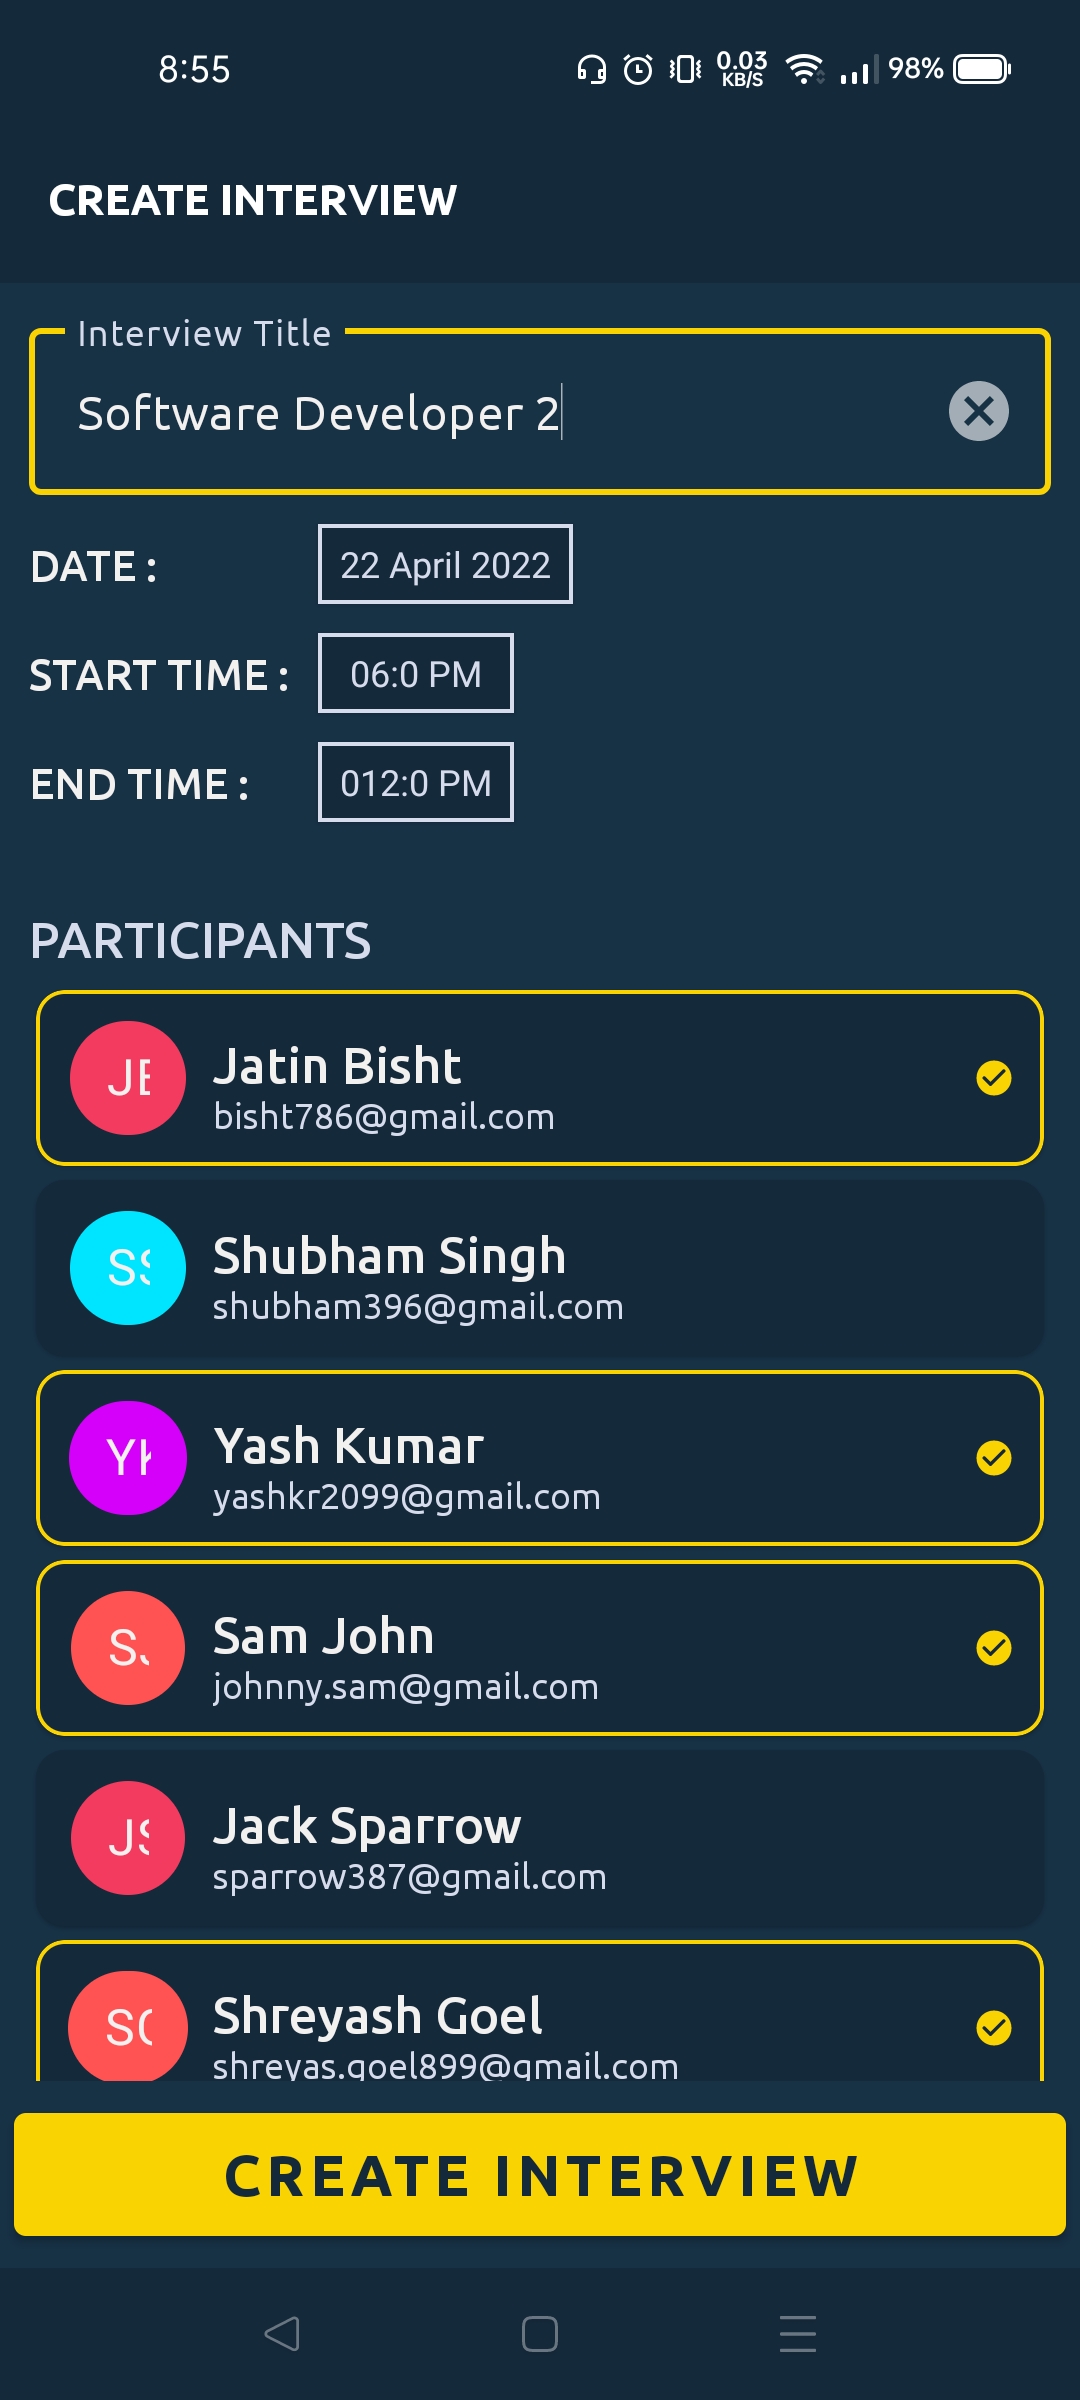 8:55 0.03 KB/S 98%
CREATE INTERVIEW
Interview Title
Software Developer 2
DATE : 22 April 2022
START TIME : 06:0 PM
END TIME : 012:0 PM
PARTICIPANTS
Jatin Bisht
bisht786@gmail.com
SS Shubham Singh
shubham396@gmail.com
Yash Kumar
yashkr2099@gmail.com
Sam John
johnny.sam@gmail.com
JS Jack Sparrow
sparrow387@gmail.com
Shreyash Goel
shreyas.goel899@gmail.com
CREATE INTERVIEW